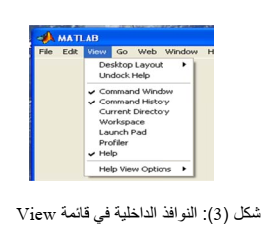 MATLAB
File Edit View Go Web Window H
Desktop Layout
Undock Help
Command Window
Command History
Current Directory
Workspace
Launch Pad
Profiler
Help
Help View Options
شكل (3): النوافذ الداخلية في قائمة View